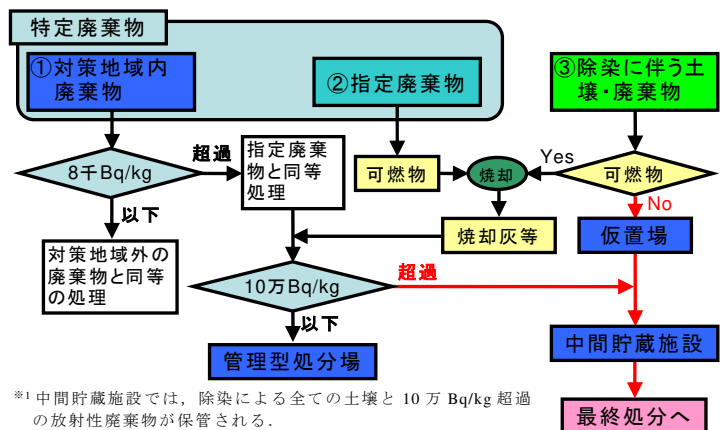 特定廃棄物
①対策地域内
廃棄物
②指定廃棄物
③除染に伴う土
壌・廃棄物
8千Bq/kg
超過
指定廃棄
物と同等
処理
可燃物
焼却
Yes
可燃物
以下
No
対策地域外の
廃棄物と同等
の処理
焼却灰等
仮置場
10万Bq/kg
超過
以下
管理型処分場
中間貯蔵施設
※1 中間貯蔵施設では，除染による全ての土壌と 10 万 Bq/kg 超過
の放射性廃棄物が保管される．
最終処分へ